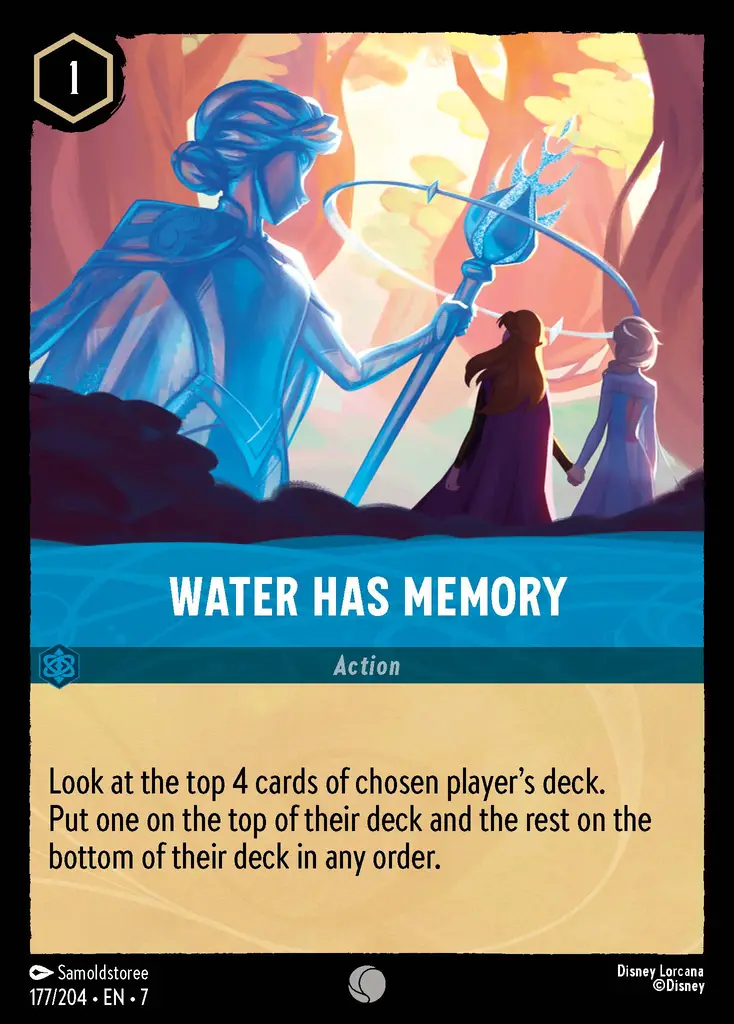 1
WATER HAS MEMORY
Action
Look at the top 4 cards of chosen player’s deck.
Put one on the top of their deck and the rest on the
bottom of their deck in any order.
Samoldstoree
Disney Lorcana
177/204 • EN • 7
©Disney